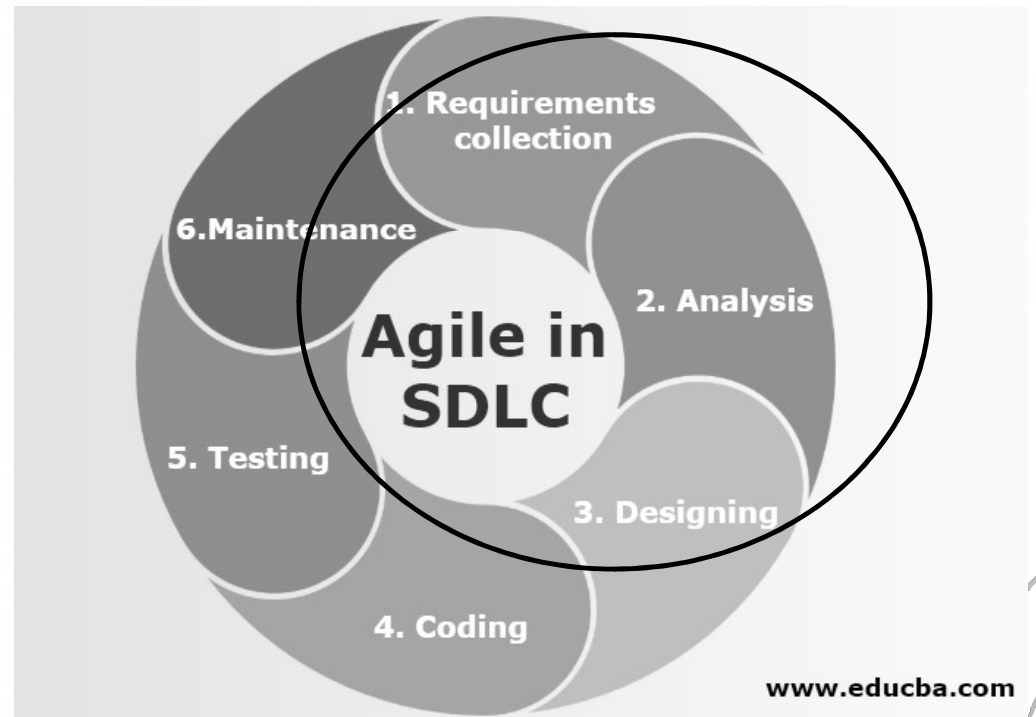 1. Requirements
collection
2. Analysis
3. Designing
4. Coding
5. Testing
6.Maintenance
Agile in
SDLC
www.educba.com